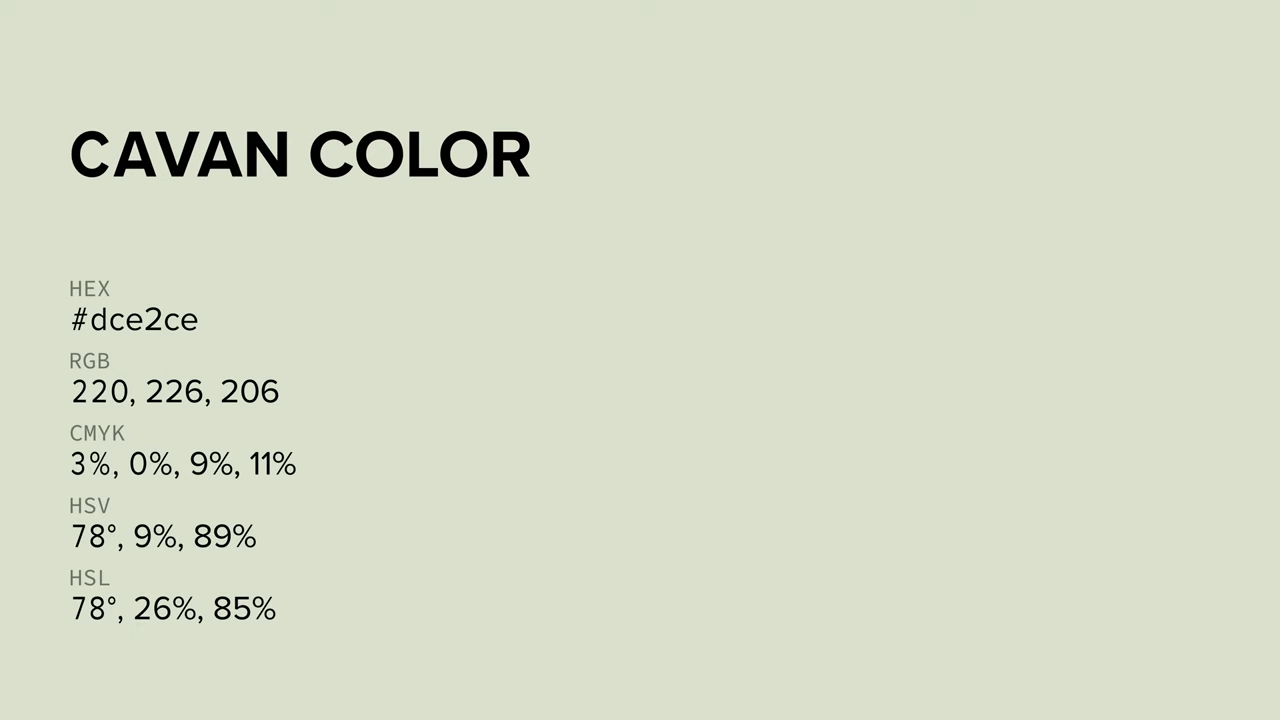 CAVAN COLOR
HEX
#dce2ce
RGB
220, 226, 206
CMYK
3%, 0%, 9%, 11%
HSV
78°, 9%, 89%
HSL
78°, 26%, 85%